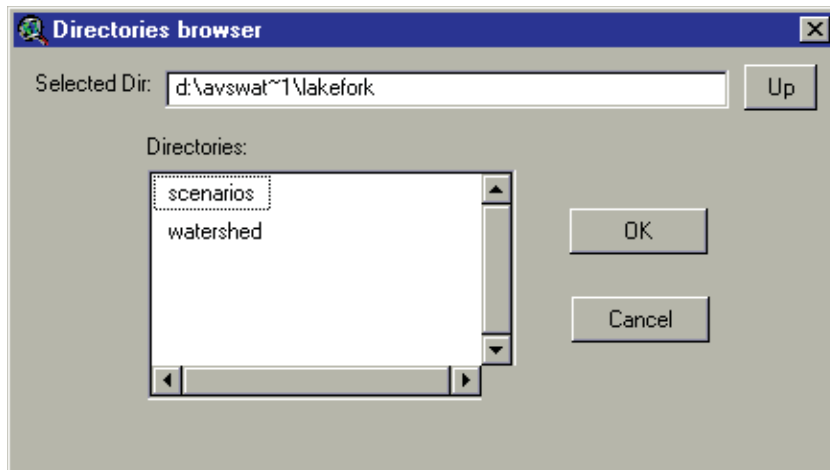 Directories browser
Selected Dir: d:\avswat~1\lakefork Up
Directories:
scenarios
watershed
OK
Cancel